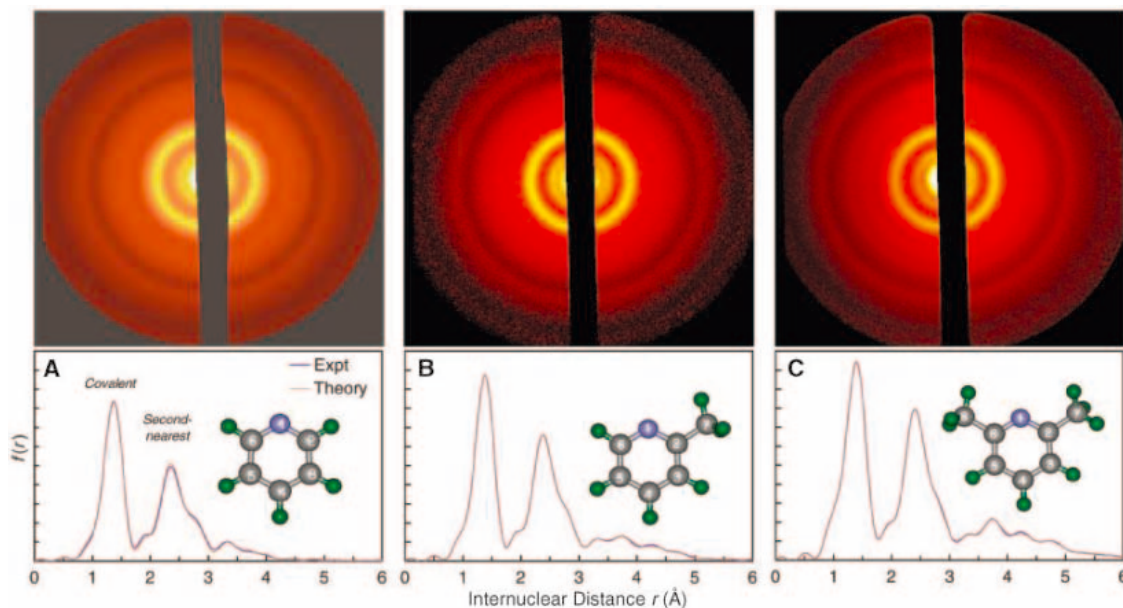 A
Covalent
Second-
nearest
Expt
Theory
B
C
f(r)
0 1 2 3 4 5 6
0 1 2 3 4 5 6
0 1 2 3 4 5 6
Internuclear Distance r (Å)